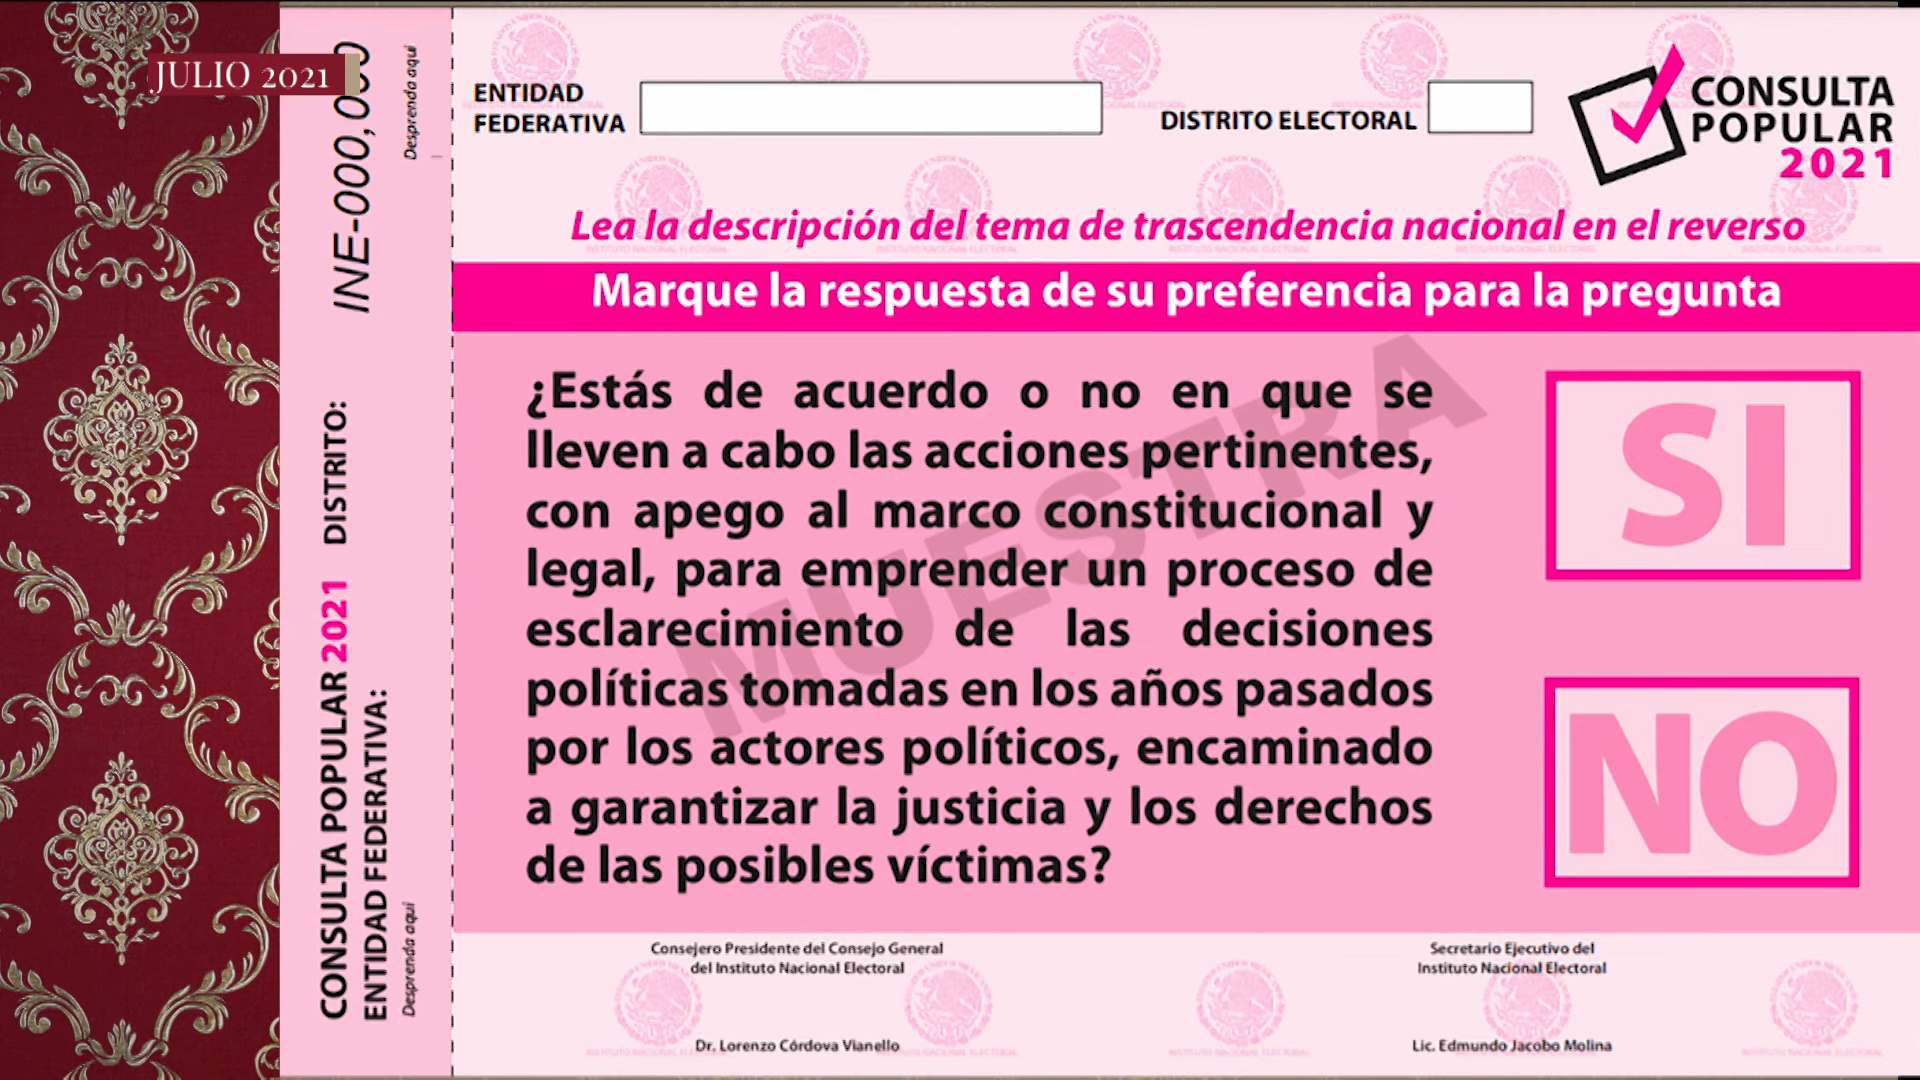 JULIO 2021
INE-000,000
Desprenda aquí
CONSULTA POPULAR 2021 DISTRITO:
ENTIDAD FEDERATIVA:
Desprenda aquí
ENTIDAD
FEDERATIVA
DISTRITO ELECTORAL
CONSULTA
POPULAR
2021
Lea la descripción del tema de trascendencia nacional en el reverso
Marque la respuesta de su preferencia para la pregunta
¿Estás de acuerdo o no en que se
lleven a cabo las acciones pertinentes,
con apego al marco constitucional y
legal, para emprender un proceso de
esclarecimiento de las decisiones
políticas tomadas en los años pasados
por los actores políticos, encaminado
a garantizar la justicia y los derechos
de las posibles víctimas?
MUESTRA
SI
NO
Consejero Presidente del Consejo General
del Instituto Nacional Electoral
Dr. Lorenzo Córdova Vianello
Secretario Ejecutivo del
Instituto Nacional Electoral
Lic. Edmundo Jacobo Molina